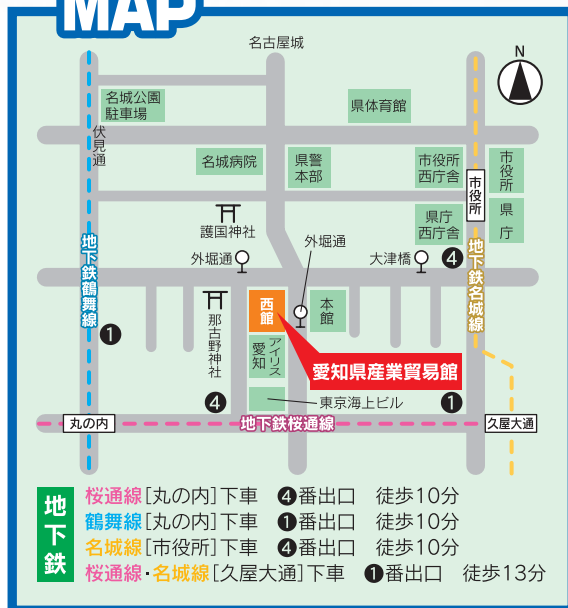 MAP
名古屋城
N
名城公園
駐車場
県体育館
伏見通
名城病院
県警
本部
市役所
西庁舎
市役所
市役所
県庁
県庁
西庁舎
護国神社
外堀通
外堀通
大津橋
❹
地下鉄鶴舞線
地下鉄名城線
那古野神社
西館
本館
❶
アイリス
愛知
愛知県産業貿易館
❹
東京海上ビル
❶
丸の内
地下鉄桜通線
久屋大通
地下鉄
桜通線[丸の内]下車 ❹番出口 徒歩10分
鶴舞線[丸の内]下車 ❶番出口 徒歩10分
名城線[市役所]下車 ❹番出口 徒歩10分
桜通線・名城線[久屋大通]下車 ❶番出口 徒歩13分